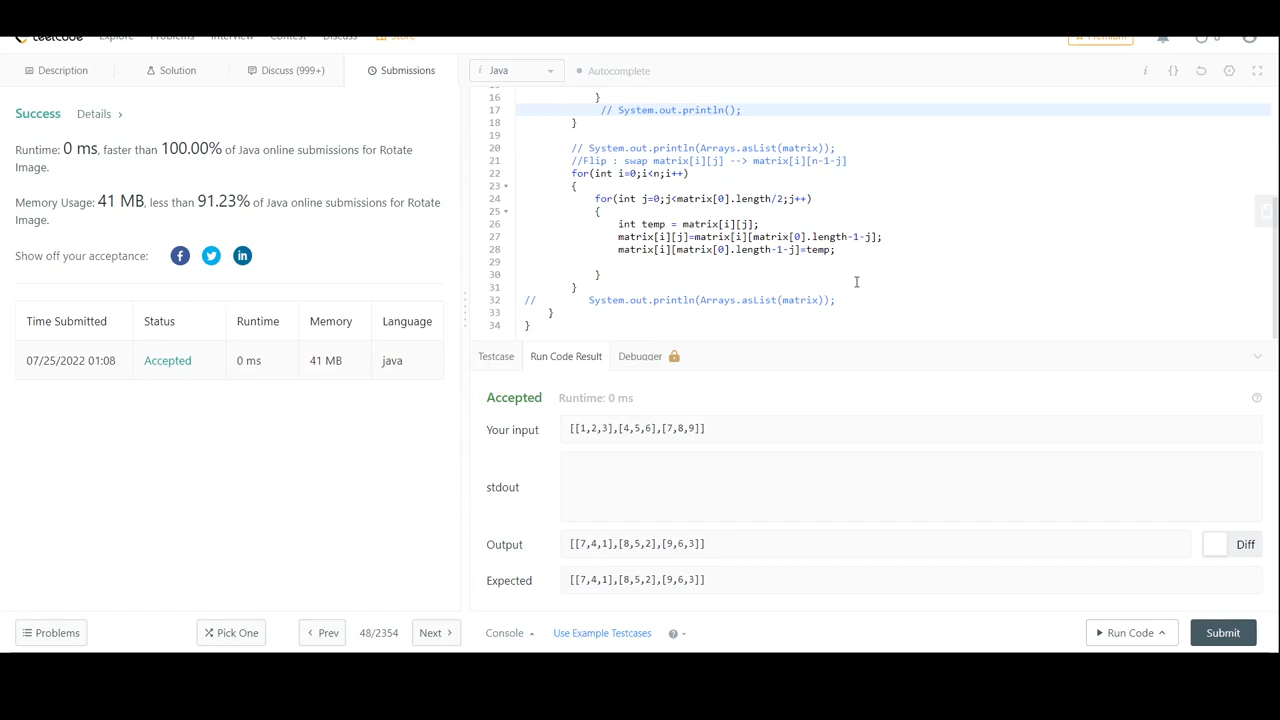 LeetCode Explore Problems Interview Contest Discuss Store Premium
Description Solution Discuss (999+) Submissions
i Java Autocomplete
Success Details >
Runtime: 0 ms, faster than 100.00% of Java online submissions for Rotate
Image.
Memory Usage: 41 MB, less than 91.23% of Java online submissions for Rotate
Image.
Show off your acceptance:
Time Submitted Status Runtime Memory Language
07/25/2022 01:08 Accepted 0 ms 41 MB java
16 }
17 // System.out.println();
18 }
19
20 // System.out.println(Arrays.asList(matrix));
21 //Flip : swap matrix[i][j] --> matrix[i][n-1-j]
22 for(int i=0;i<n;i++)
23 {
24 for(int j=0;j<matrix[0].length/2;j++)
25 {
26 int temp = matrix[i][j];
27 matrix[i][j]=matrix[i][matrix[0].length-1-j];
28 matrix[i][matrix[0].length-1-j]=temp;
29
30 }
31 }
32 // System.out.println(Arrays.asList(matrix));
33 }
34 }
Testcase Run Code Result Debugger
Accepted Runtime: 0 ms
Your input [[1,2,3],[4,5,6],[7,8,9]]
stdout
Output [[7,4,1],[8,5,2],[9,6,3]] Diff
Expected [[7,4,1],[8,5,2],[9,6,3]]
Problems Pick One < Prev 48/2354 Next > Console Use Example Testcases Run Code Submit